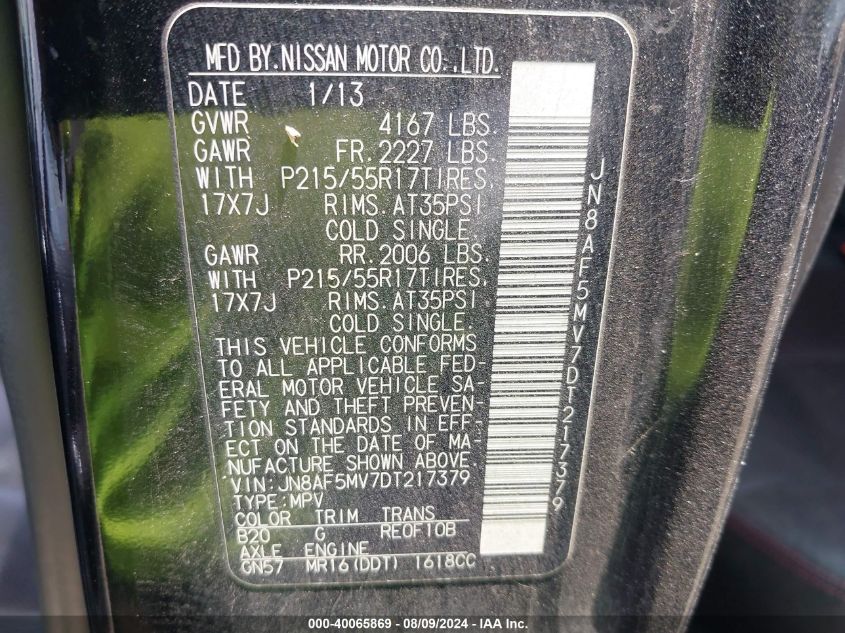 MFD BY.NISSAN MOTOR CO.,LTD.
DATE 1/13
GVWR 4167 LBS.
GAWR FR.2227 LBS.
WITH P215/55R17TIRES,
17X7J RIMS.AT35PSI
COLD SINGLE
GAWR RR.2006 LBS.
WITH P215/55R17TIRES,
17X7J RIMS.AT35PSI
COLD SINGLE.
THIS VEHICLE CONFORMS
TO ALL APPLICABLE FED-
ERAL MOTOR VEHICLE SA-
FETY AND THEFT PREVEN-
TION STANDARDS IN EFF-
ECT ON THE DATE OF MA-
NUFACTURE SHOWN ABOVE
VIN:JN8AF5MV7DT217379
TYPE:MPV
COLOR TRIM TRANS
B20 G RE0F10B
AXLE ENGINE
GN57 MR16(DDT) 1618CC
JN8AF5MV7DT217379
000-40065869 - 08/09/2024 - IAA Inc.